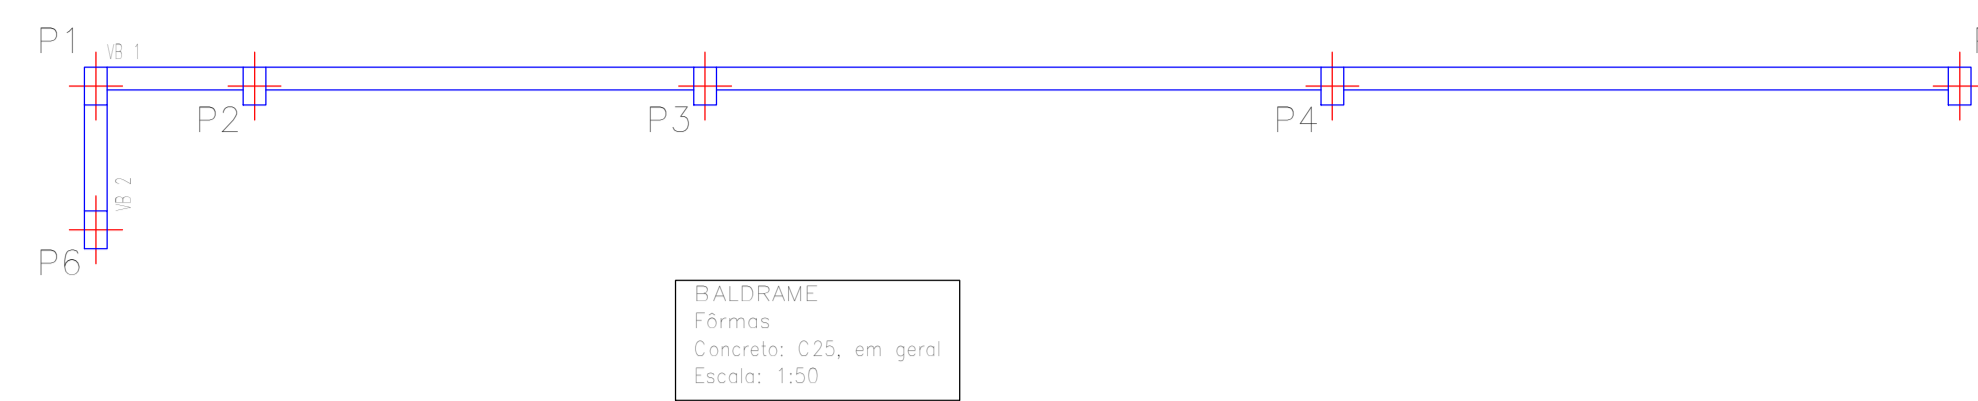 P1
VB 1
P2
P3
P4
VB 2
P6
BALDRAME
Fôrmas
Concreto: C25, em geral
Escala: 1:50